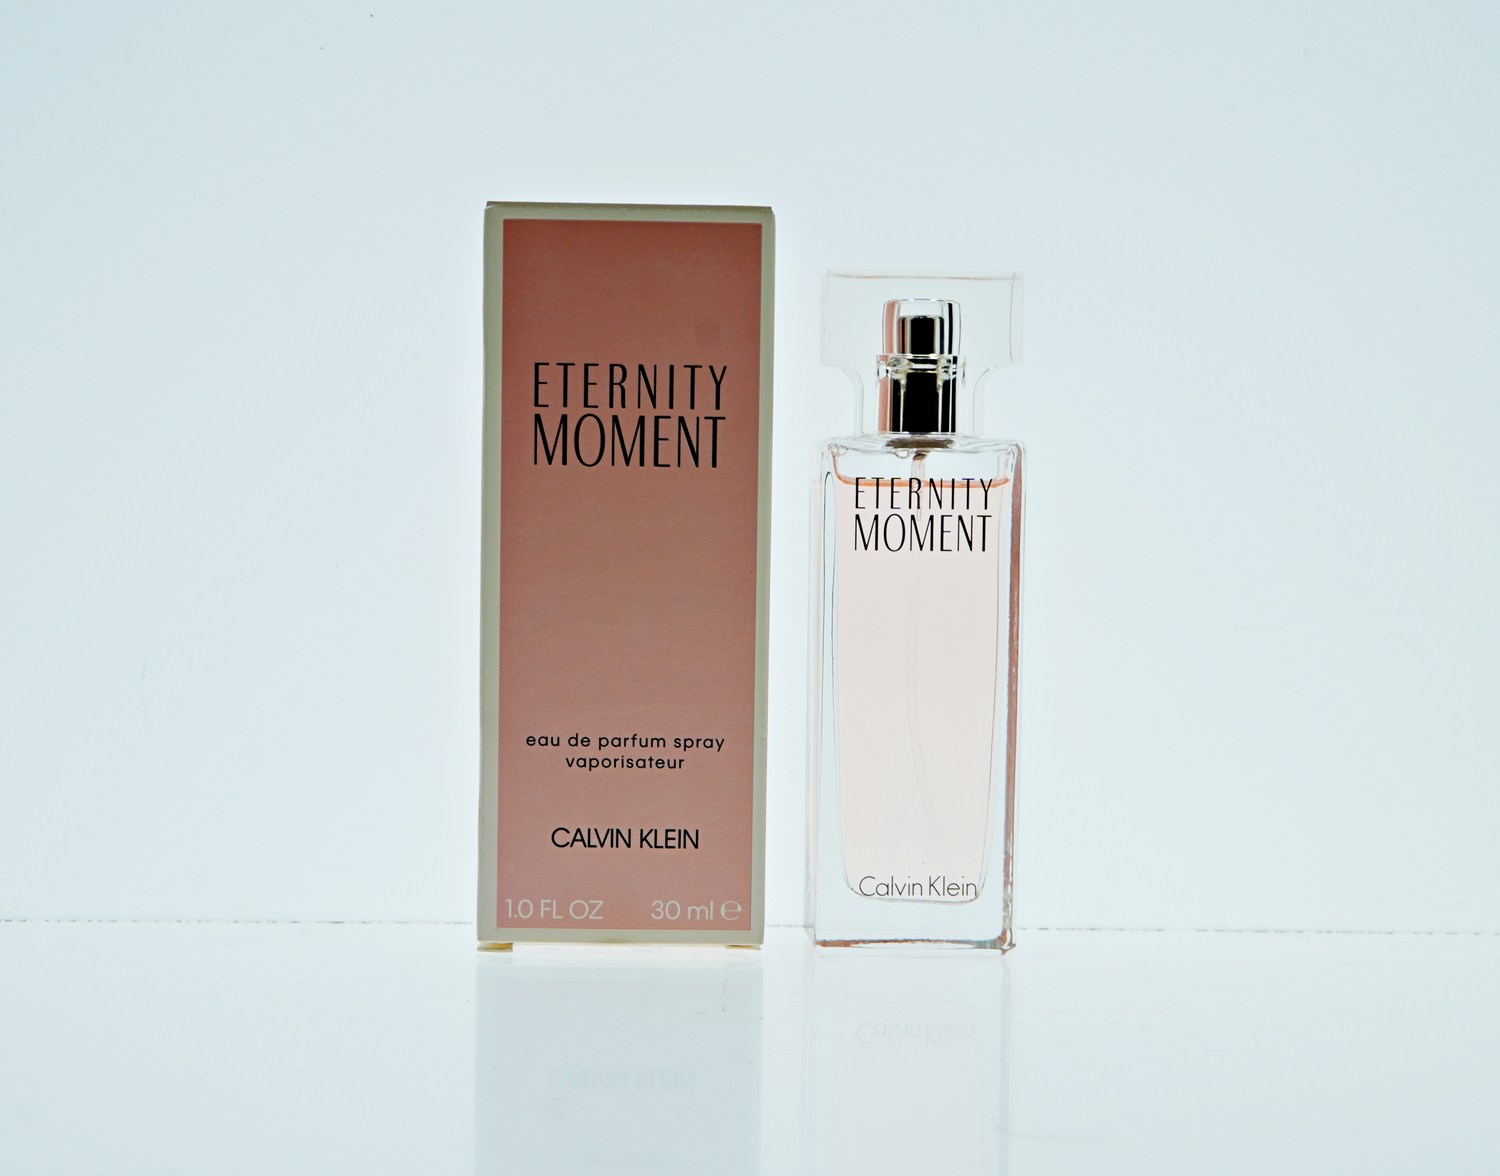 ETERNITY
MOMENT
eau de parfum spray
vaporisateur
CALVIN KLEIN
1.0 FL OZ 30 ml ℮
ETERNITY
MOMENT
Calvin Klein